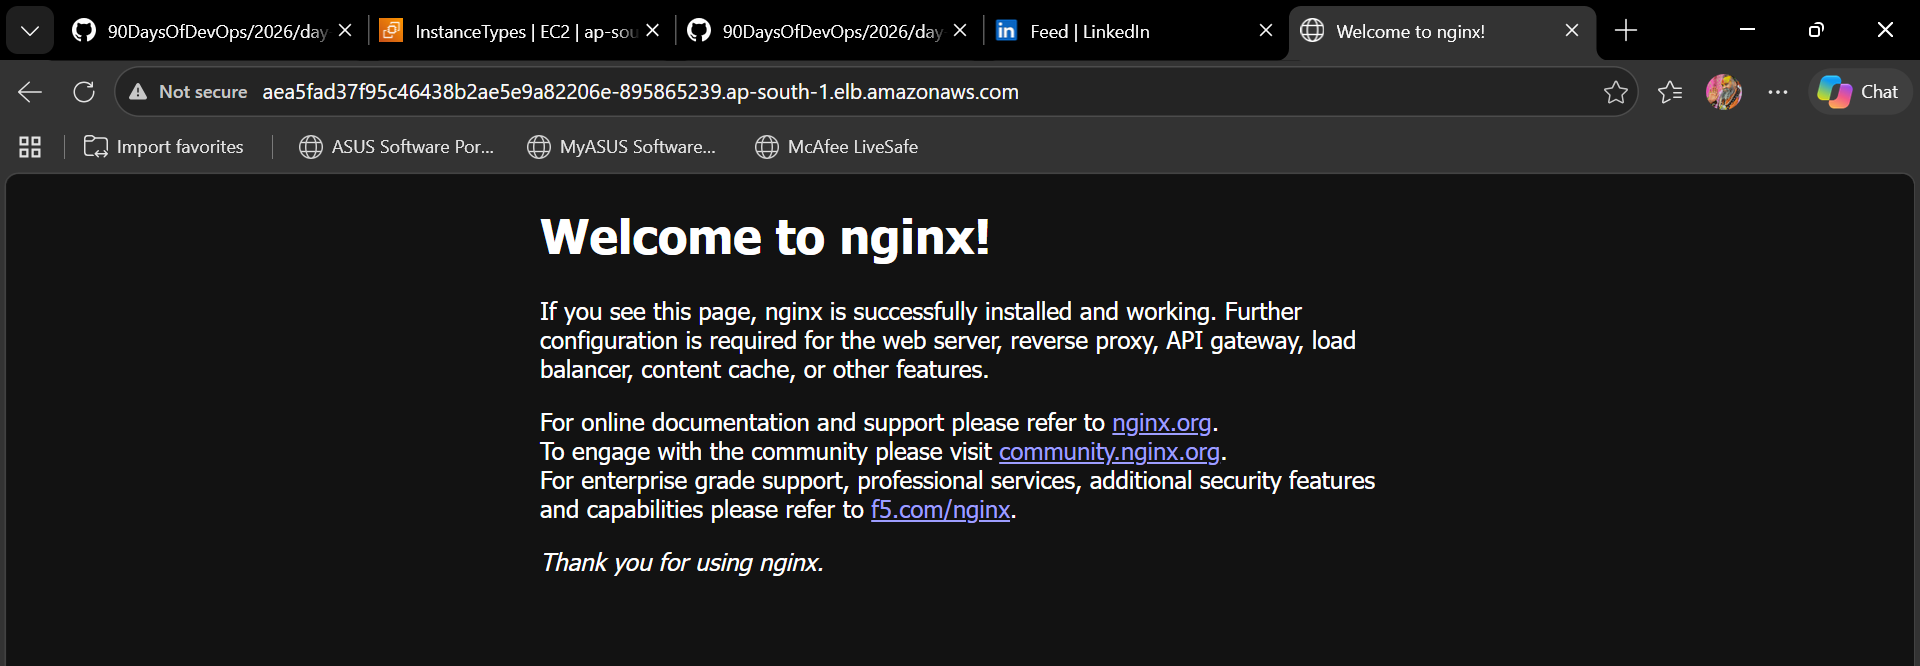 90DaysOfDevOps/2026/day
InstanceTypes | EC2 | ap-sou
90DaysOfDevOps/2026/day
Feed | LinkedIn
Welcome to nginx!
Not secure
aea5fad37f95c46438b2ae5e9a82206e-895865239.ap-south-1.elb.amazonaws.com
Chat
Import favorites
ASUS Software Por...
MyASUS Software...
McAfee LiveSafe
Welcome to nginx!
If you see this page, nginx is successfully installed and working. Further
configuration is required for the web server, reverse proxy, API gateway, load
balancer, content cache, or other features.
For online documentation and support please refer to nginx.org.
To engage with the community please visit community.nginx.org.
For enterprise grade support, professional services, additional security features
and capabilities please refer to f5.com/nginx.
Thank you for using nginx.